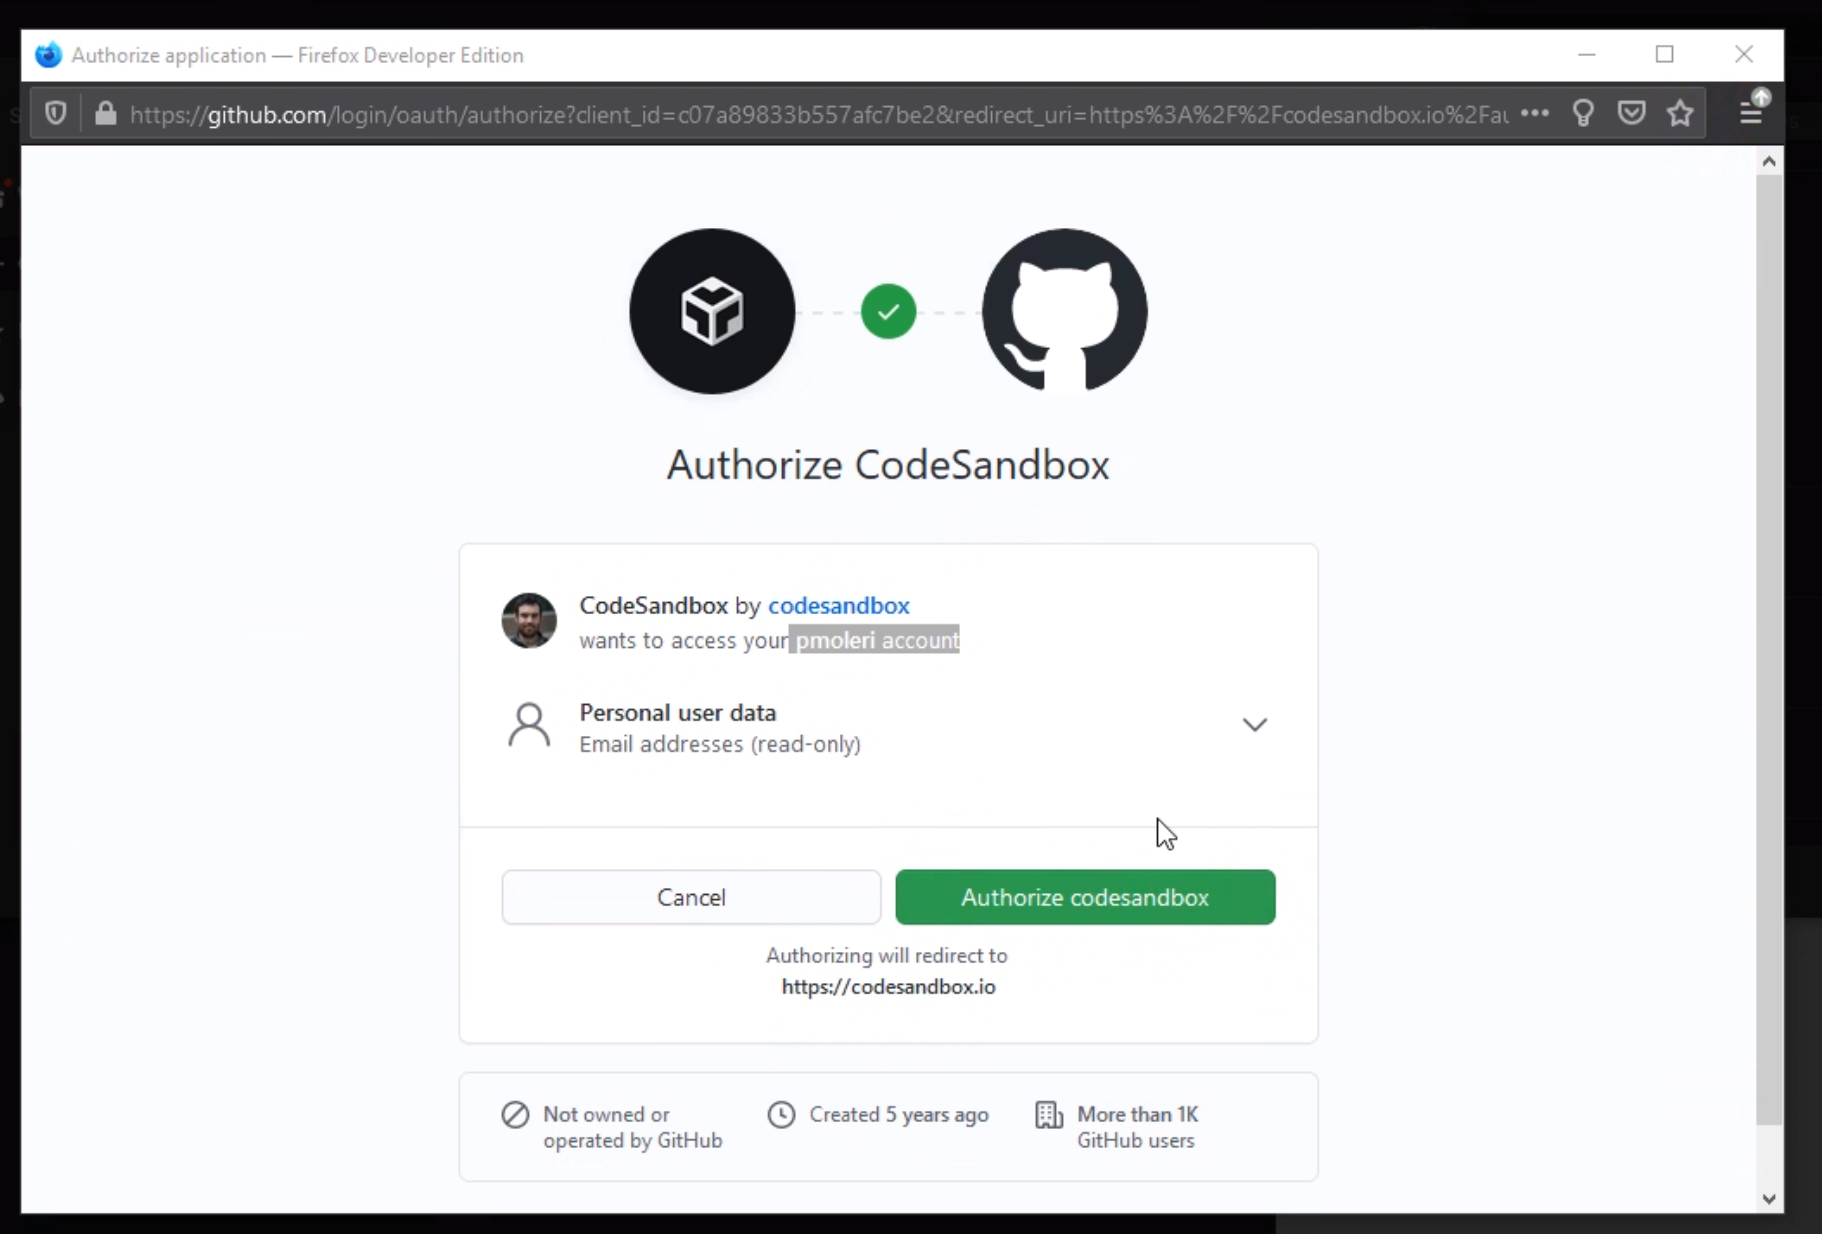 Authorize application — Firefox Developer Edition
https://github.com/login/oauth/authorize?client_id=c07a89833b557afc7be2&redirect_uri=https%3A%2F%2Fcodesandbox.io%2Fau
Authorize CodeSandbox
CodeSandbox by codesandbox
wants to access your pmoleri account
Personal user data
Email addresses (read-only)
Cancel
Authorize codesandbox
Authorizing will redirect to
https://codesandbox.io
Not owned or
operated by GitHub
Created 5 years ago
More than 1K
GitHub users